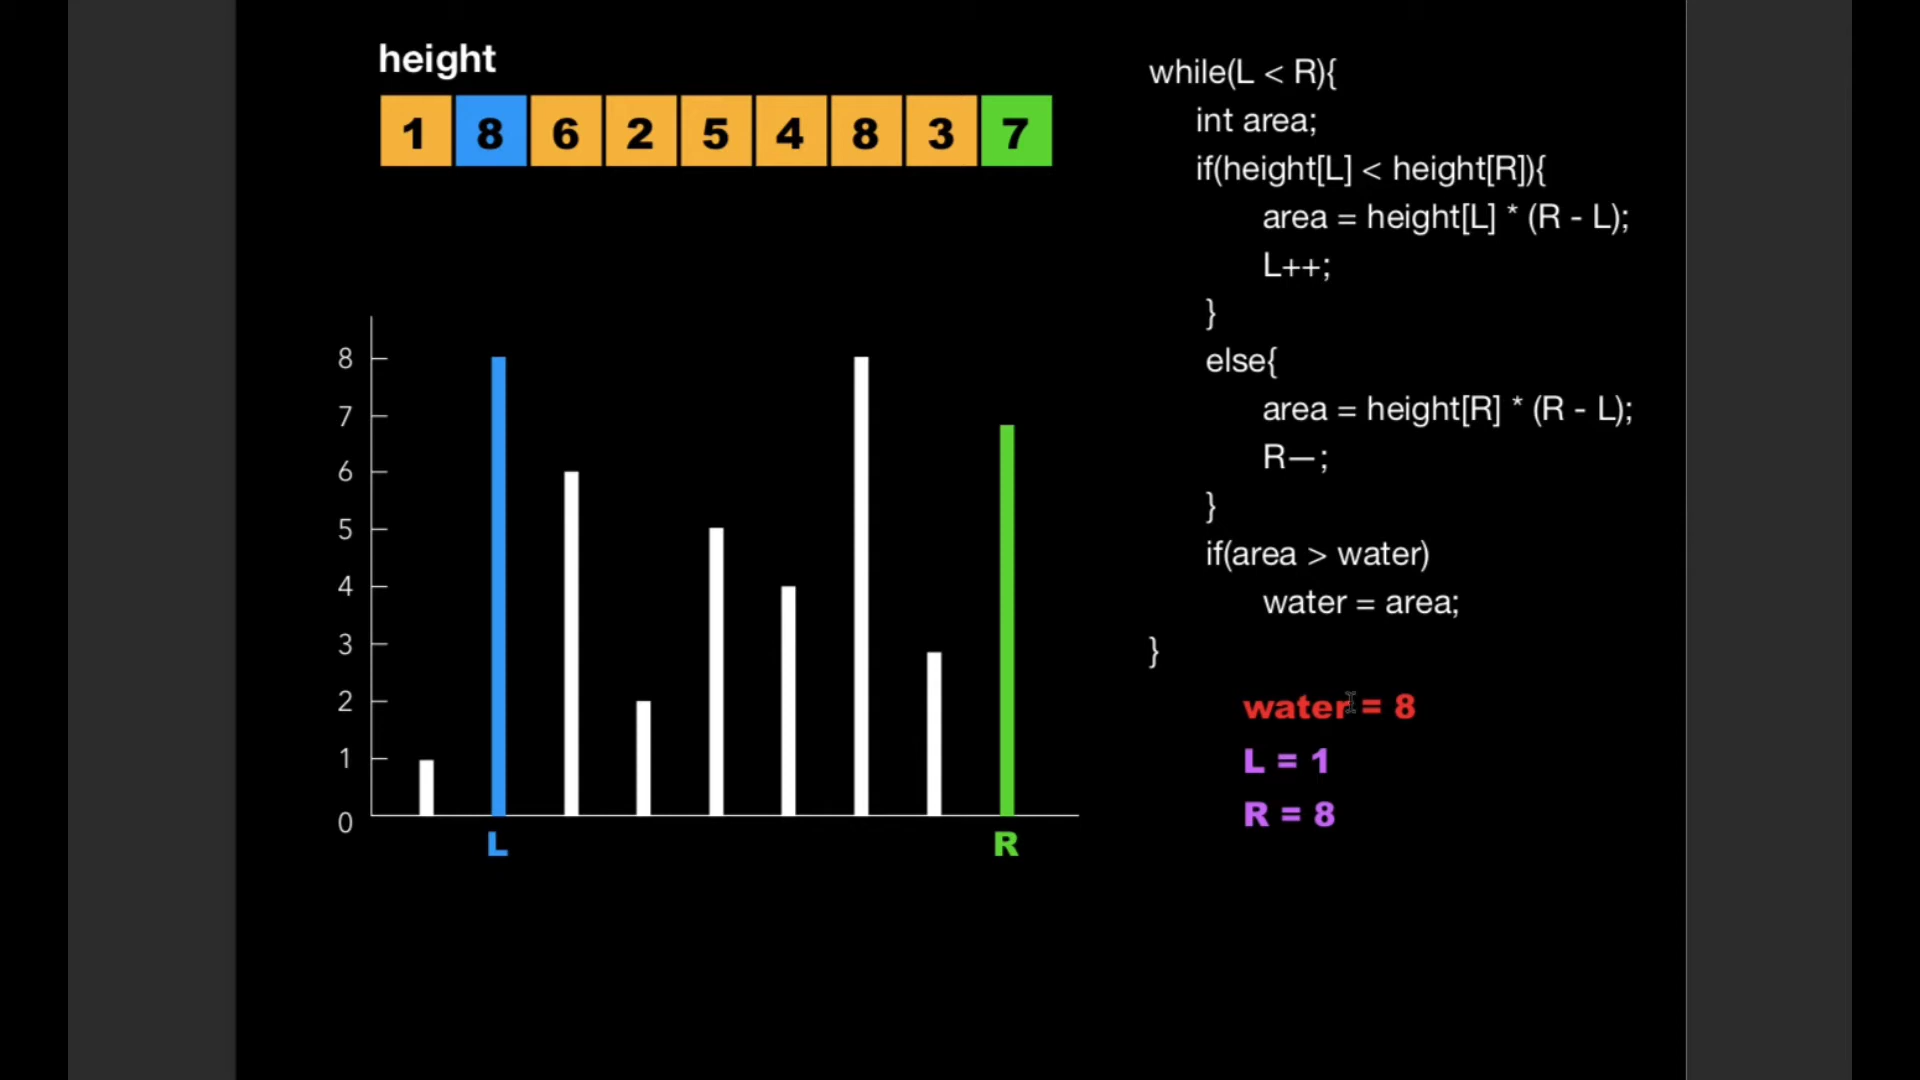 height
1 8 6 2 5 4 8 3 7
while(L < R){
int area;
if(height[L] < height[R]){
area = height[L] * (R - L);
L++;
}
else{
area = height[R] * (R - L);
R—;
}
if(area > water)
water = area;
}
water = 8
L = 1
R = 8
8
7
6
5
4
3
2
1
0
L R